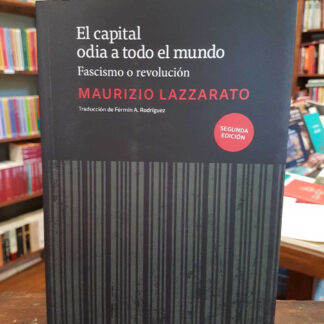 El capital
odia a todo el mundo
Fascismo o revolución
MAURIZIO LAZZARATO
Traducción de Fermín A. Rodríguez
SEGUNDA
EDICIÓN